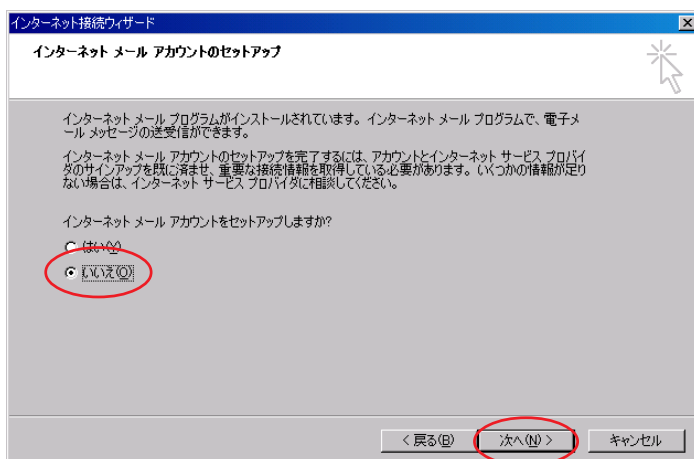 インターネット接続ウィザード
インターネット メール アカウントのセットアップ
インターネット メール プログラムがインストールされています。インターネット メール プログラムで、電子メ
ール メッセージの送受信ができます。
インターネット メール アカウントのセットアップを完了するには、アカウントとインターネット サービス プロバイ
ダのサインアップを既に済ませ、重要な接続情報を取得している必要があります。いくつかの情報が足り
ない場合は、インターネット サービス プロバイダに相談してください。
インターネット メール アカウントをセットアップしますか?
はい(Y)
いいえ(O)
< 戻る(B)
次へ(N) >
キャンセル